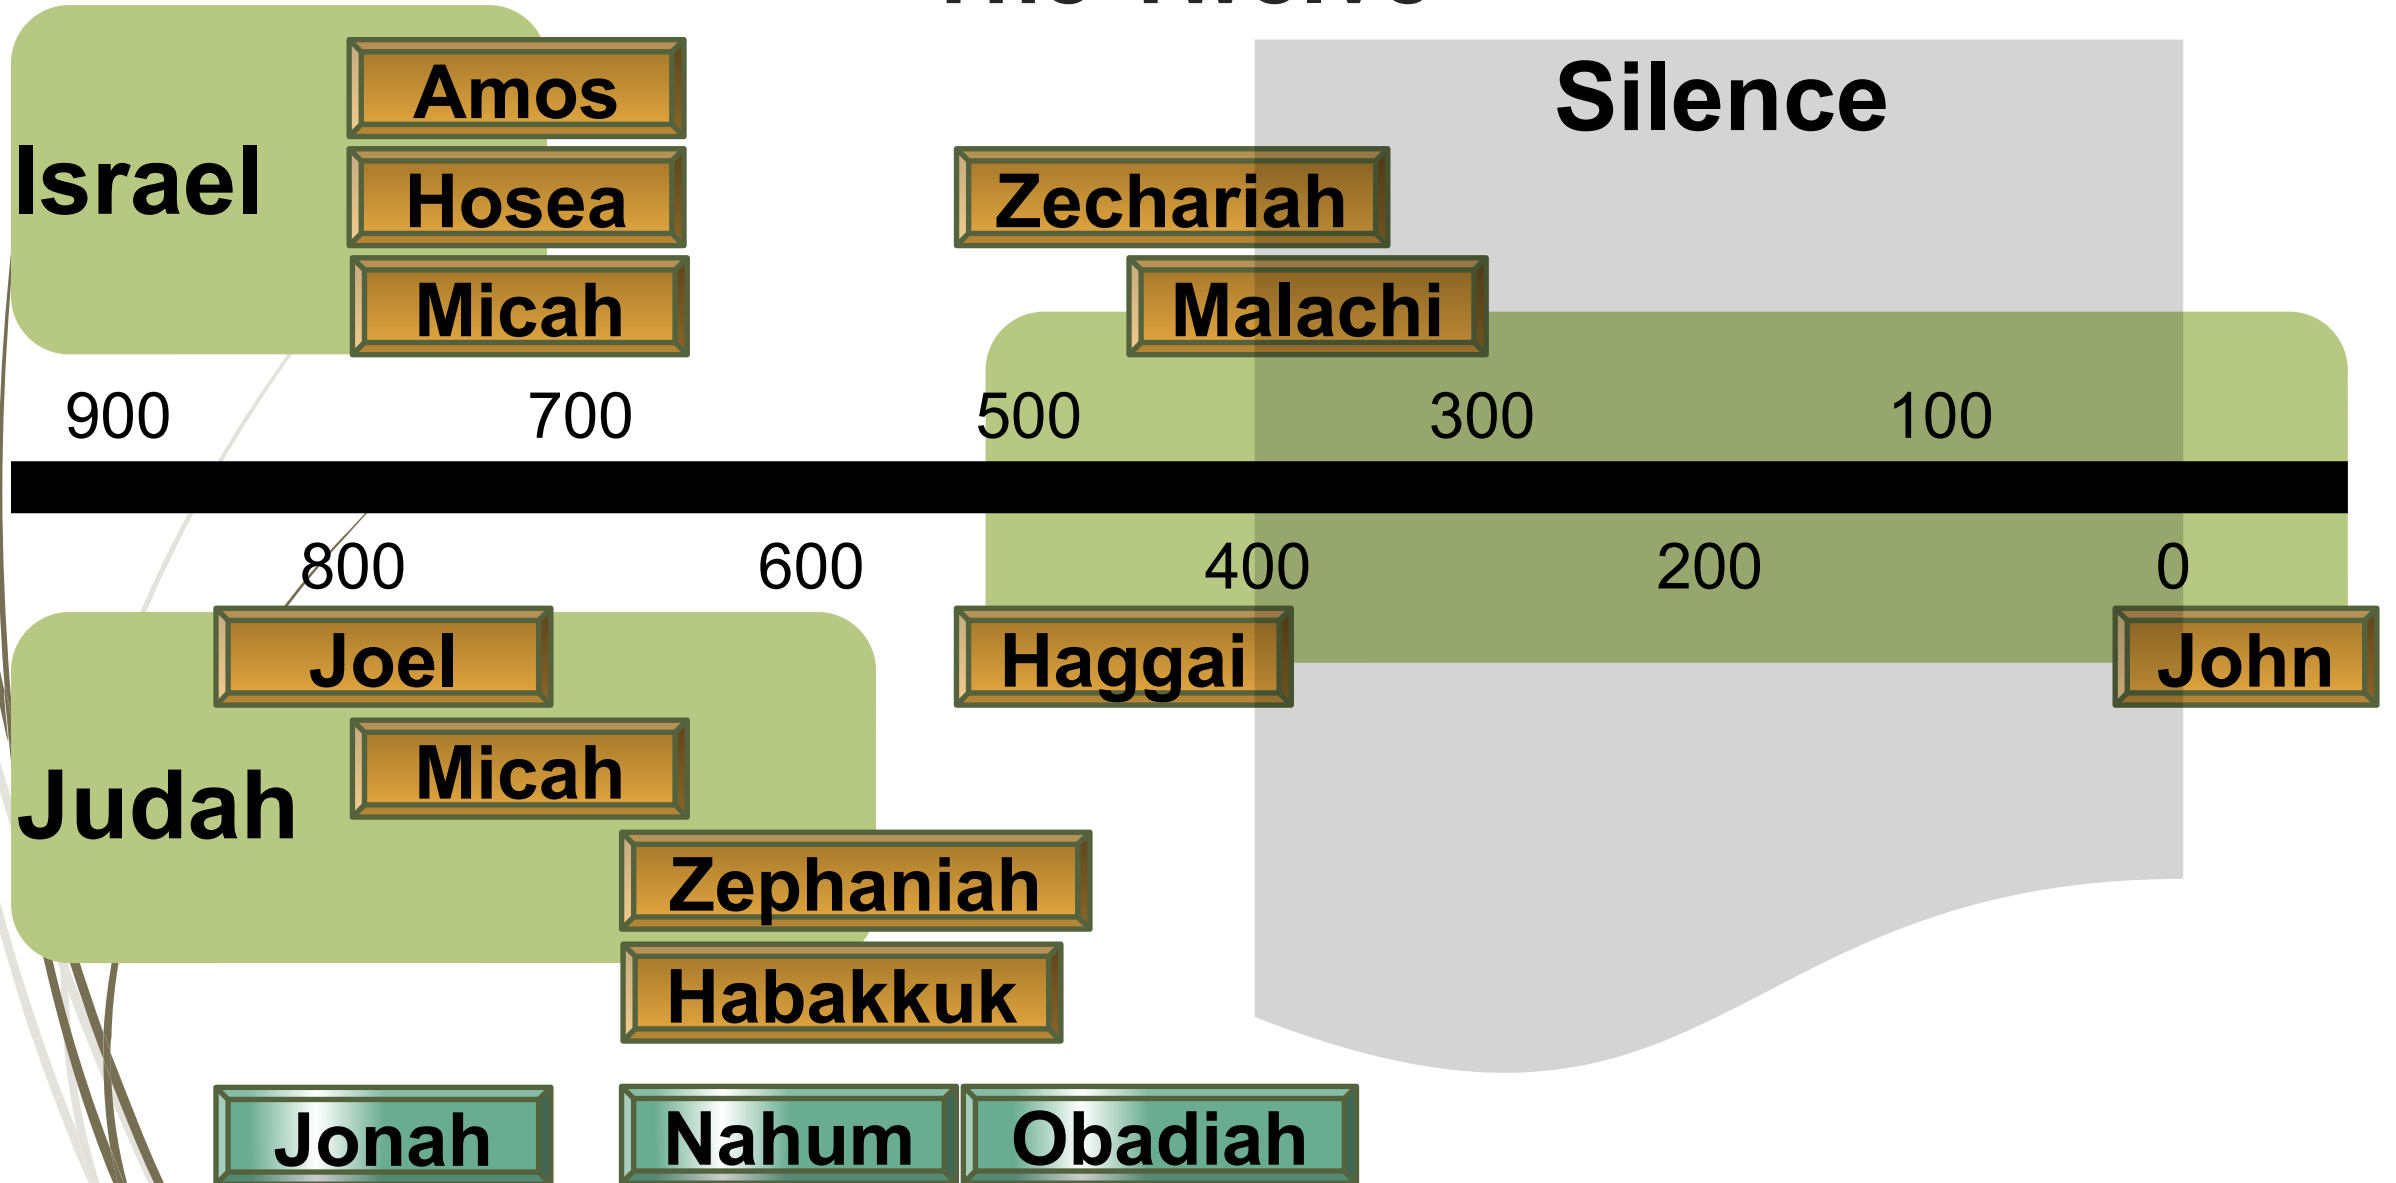 Amos
Silence
Israel
Hosea
Zechariah
Micah
Malachi
900 700 500 300 100
800 600 400 200 0
Joel
Haggai
John
Micah
Judah
Zephaniah
Habakkuk
Jonah
Nahum
Obadiah